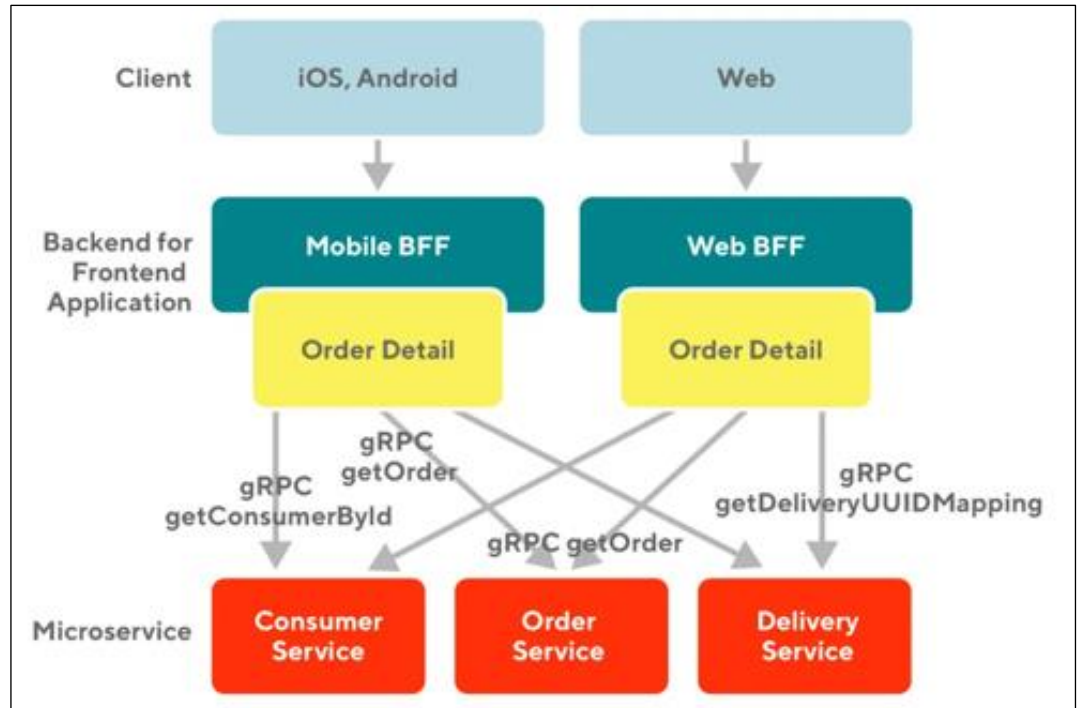 Client
iOS, Android
Web
Backend for
Frontend
Application
Mobile BFF
Web BFF
Order Detail
Order Detail
gRPC
getOrder
gRPC
getConsumerById
gRPC
getDeliveryUUIDMapping
gRPC getOrder
Microservice
Consumer
Service
Order
Service
Delivery
Service